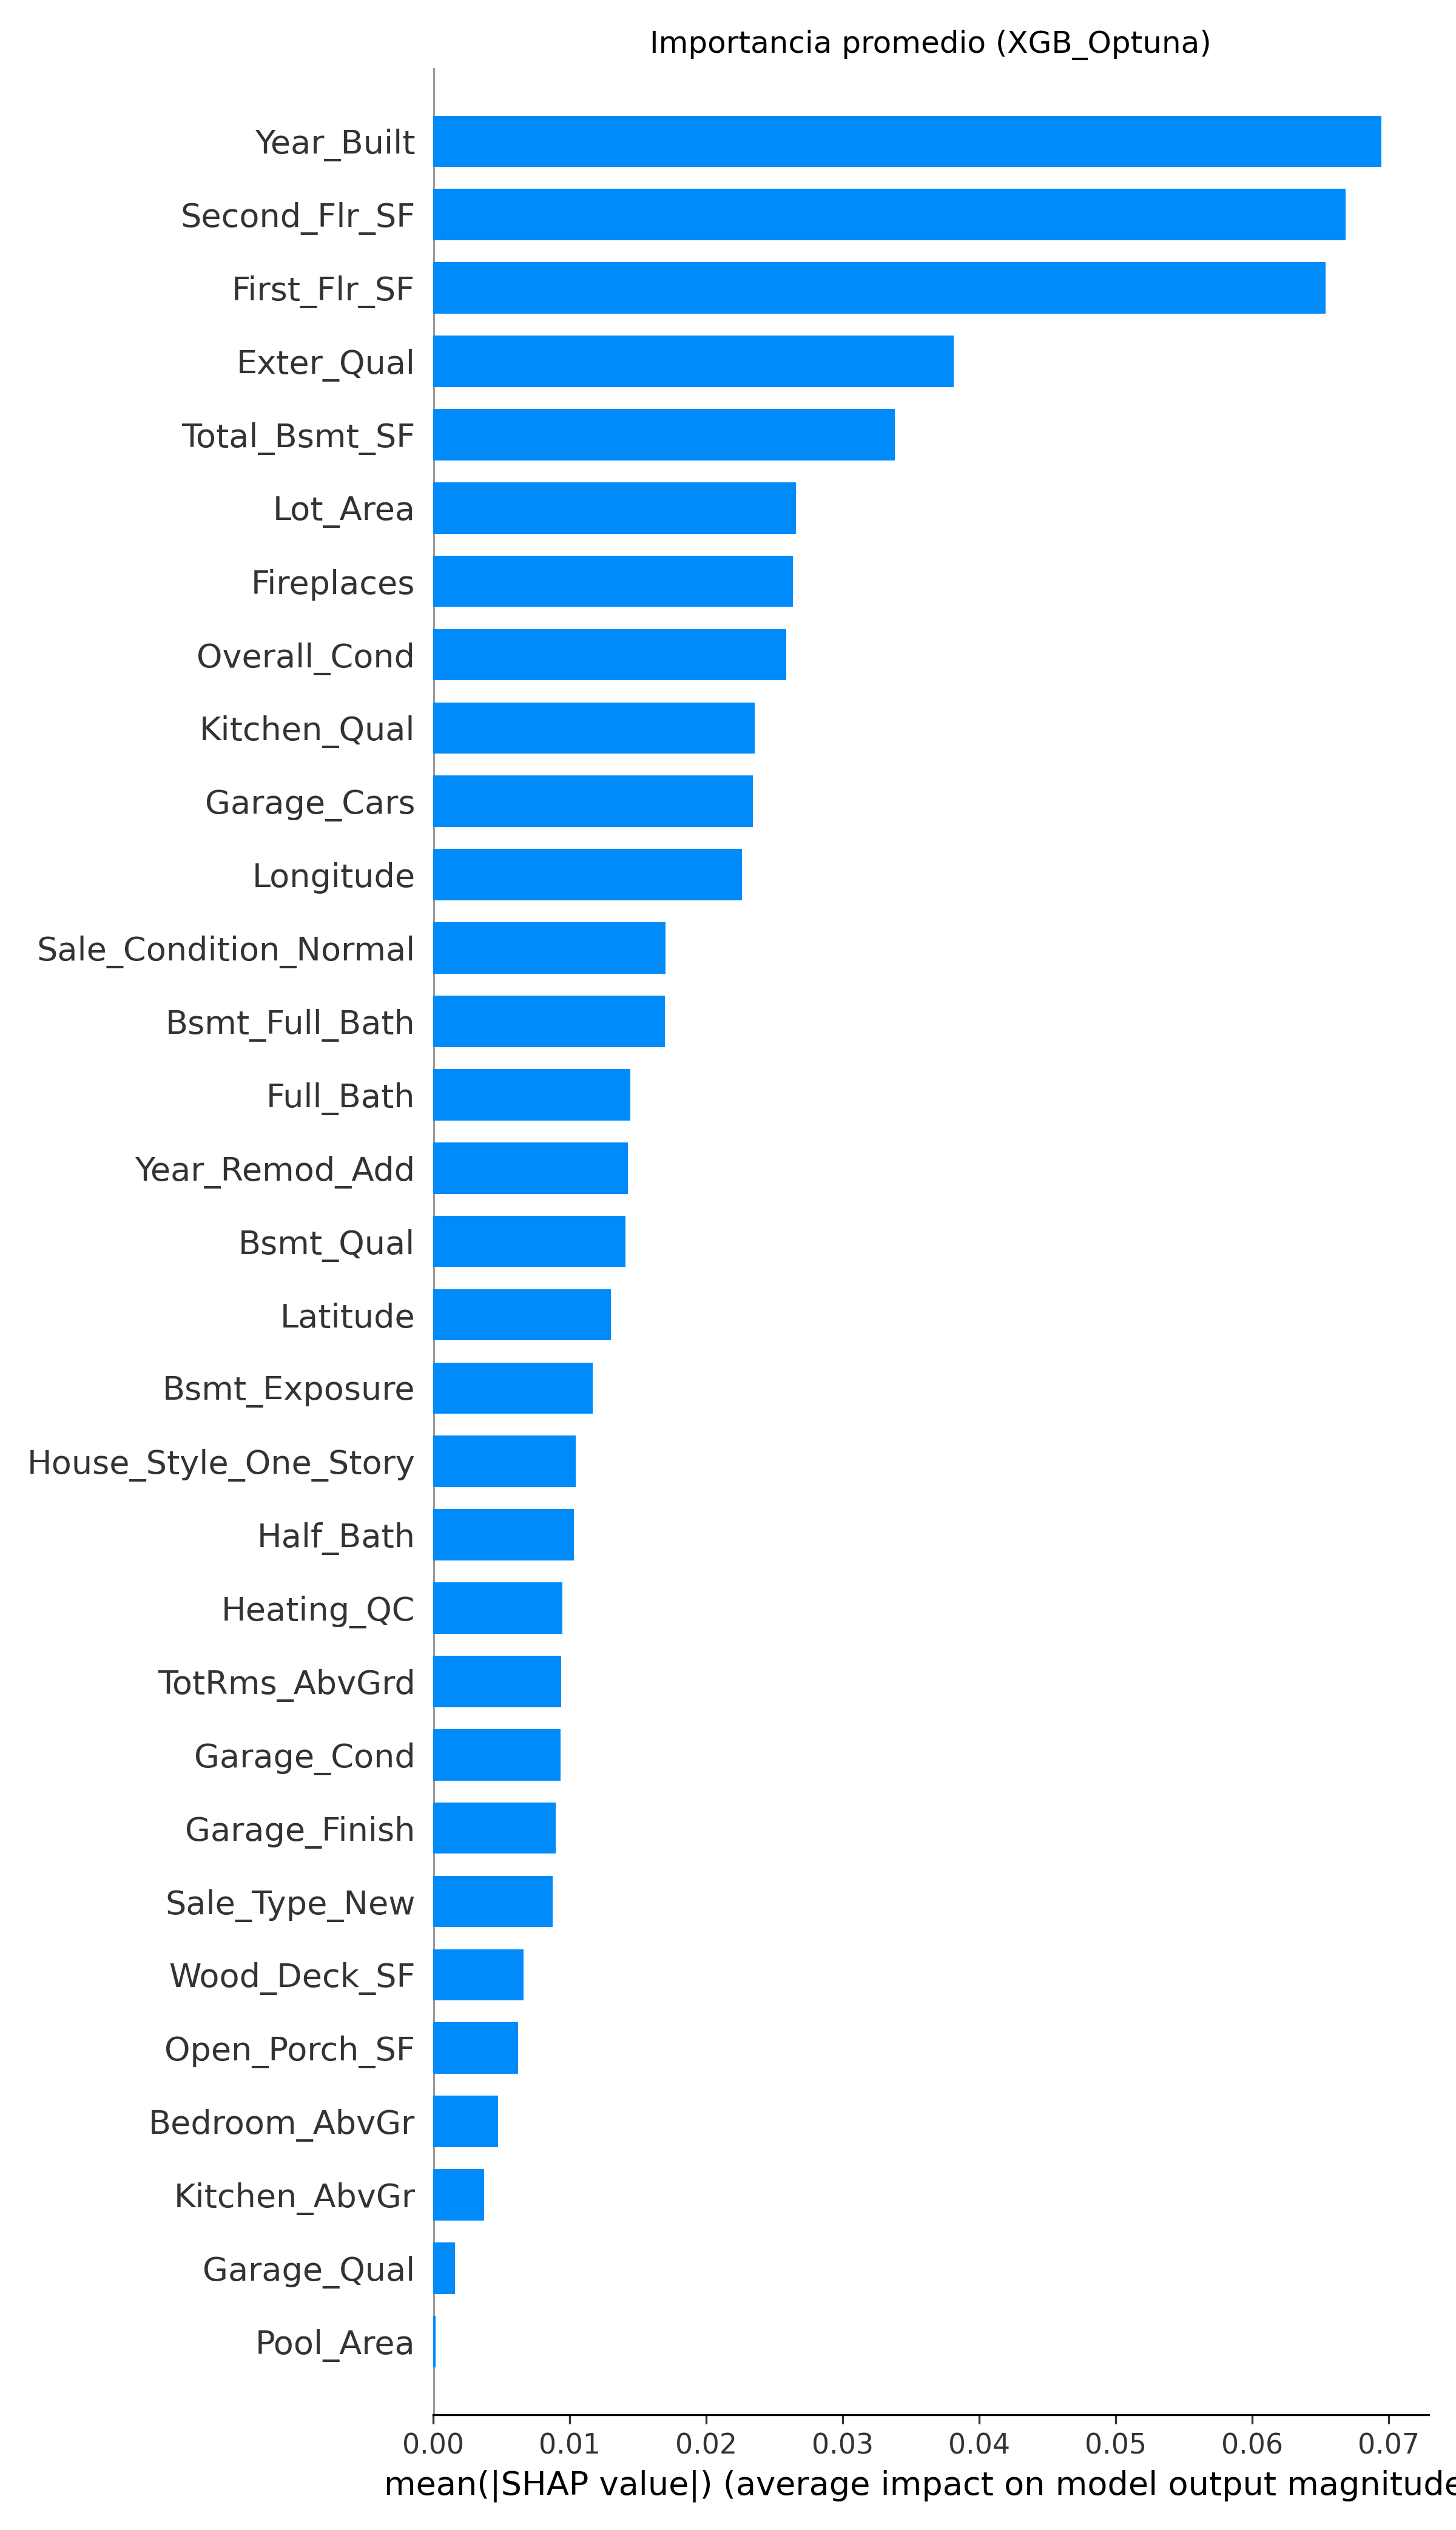 Importancia promedio (XGB_Optuna)
Year_Built
Second_Flr_SF
First_Flr_SF
Exter_Qual
Total_Bsmt_SF
Lot_Area
Fireplaces
Overall_Cond
Kitchen_Qual
Garage_Cars
Longitude
Sale_Condition_Normal
Bsmt_Full_Bath
Full_Bath
Year_Remod_Add
Bsmt_Qual
Latitude
Bsmt_Exposure
House_Style_One_Story
Half_Bath
Heating_QC
TotRms_AbvGrd
Garage_Cond
Garage_Finish
Sale_Type_New
Wood_Deck_SF
Open_Porch_SF
Bedroom_AbvGr
Kitchen_AbvGr
Garage_Qual
Pool_Area
0.00 0.01 0.02 0.03 0.04 0.05 0.06 0.07
mean(|SHAP value|) (average impact on model output magnitude